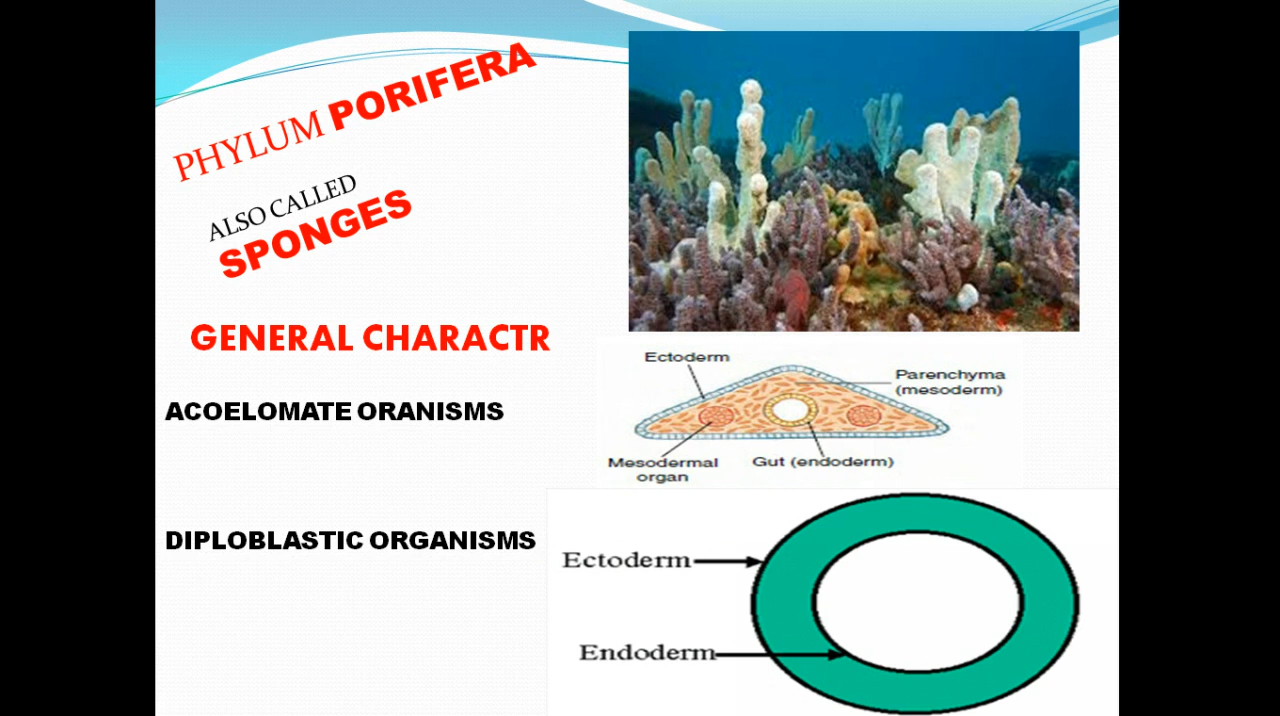 PHYLUM PORIFERA
ALSO CALLED
SPONGES
GENERAL CHARACTR
ACOELOMATE ORANISMS
DIPLOBLASTIC ORGANISMS
Ectoderm
Parenchyma
(mesoderm)
Mesodermal
organ
Gut (endoderm)
Ectoderm
Endoderm